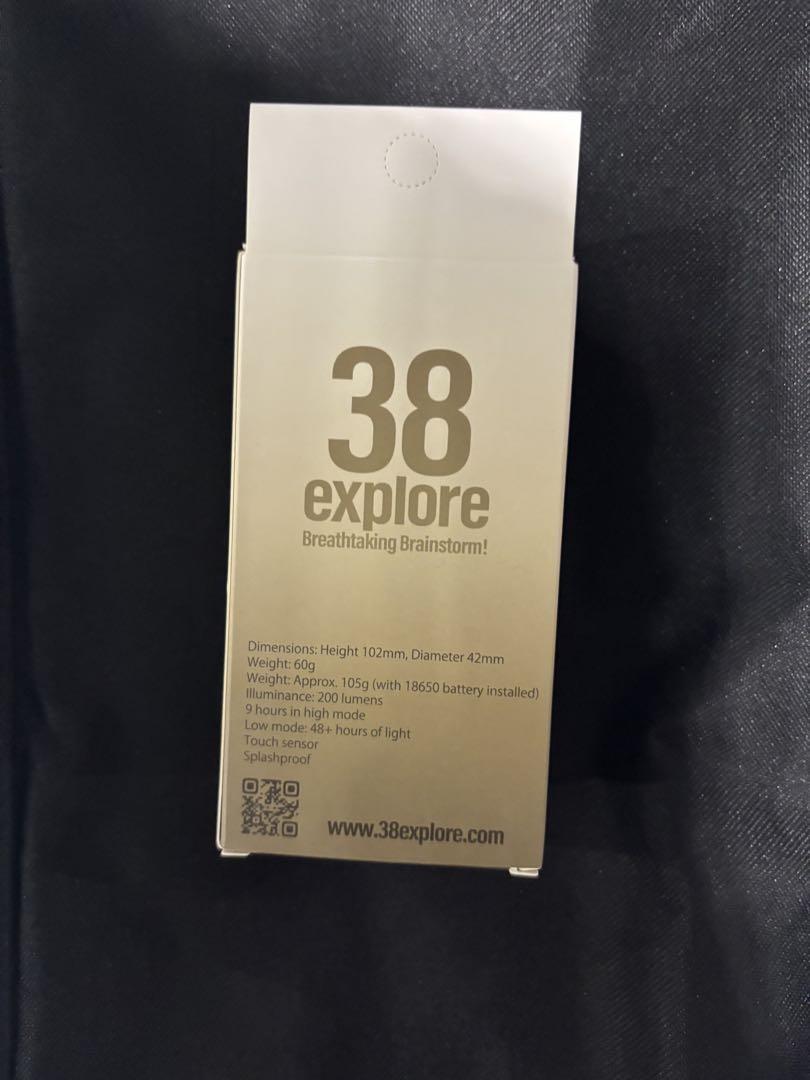 38
explore
Breathtaking Brainstorm!
Dimensions: Height 102mm, Diameter 42mm
Weight: 60g
Weight: Approx. 105g (with 18650 battery installed)
Illuminance: 200 lumens
9 hours in high mode
Low mode: 48+ hours of light
Touch sensor
Splashproof
www.38explore.com